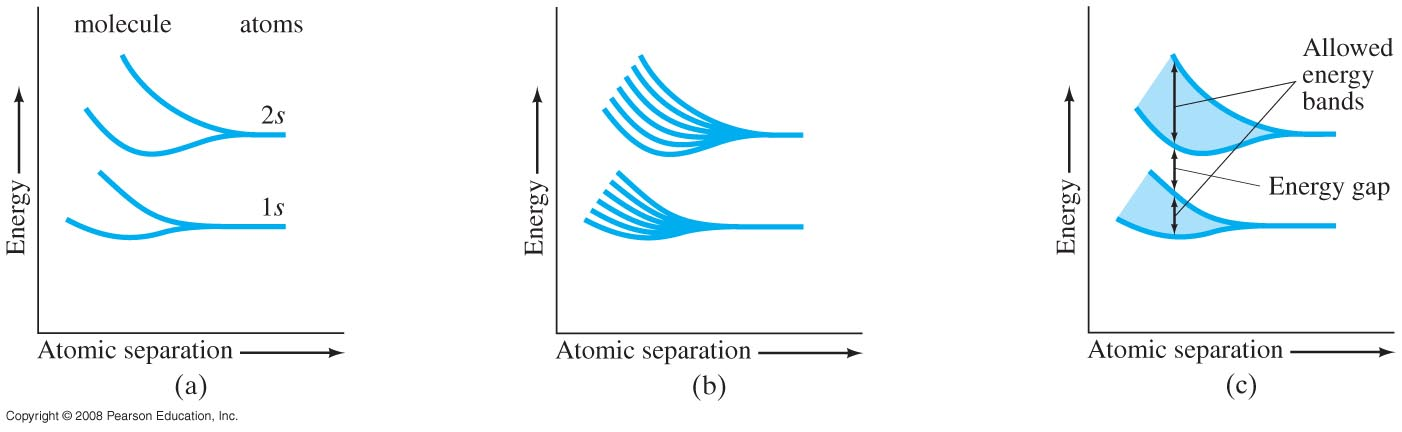 molecule atoms
2s
1s
Energy
Atomic separation
(a)
Energy
Atomic separation
(b)
Allowed
energy
bands
Energy gap
Energy
Atomic separation
(c)
Copyright © 2008 Pearson Education, Inc.